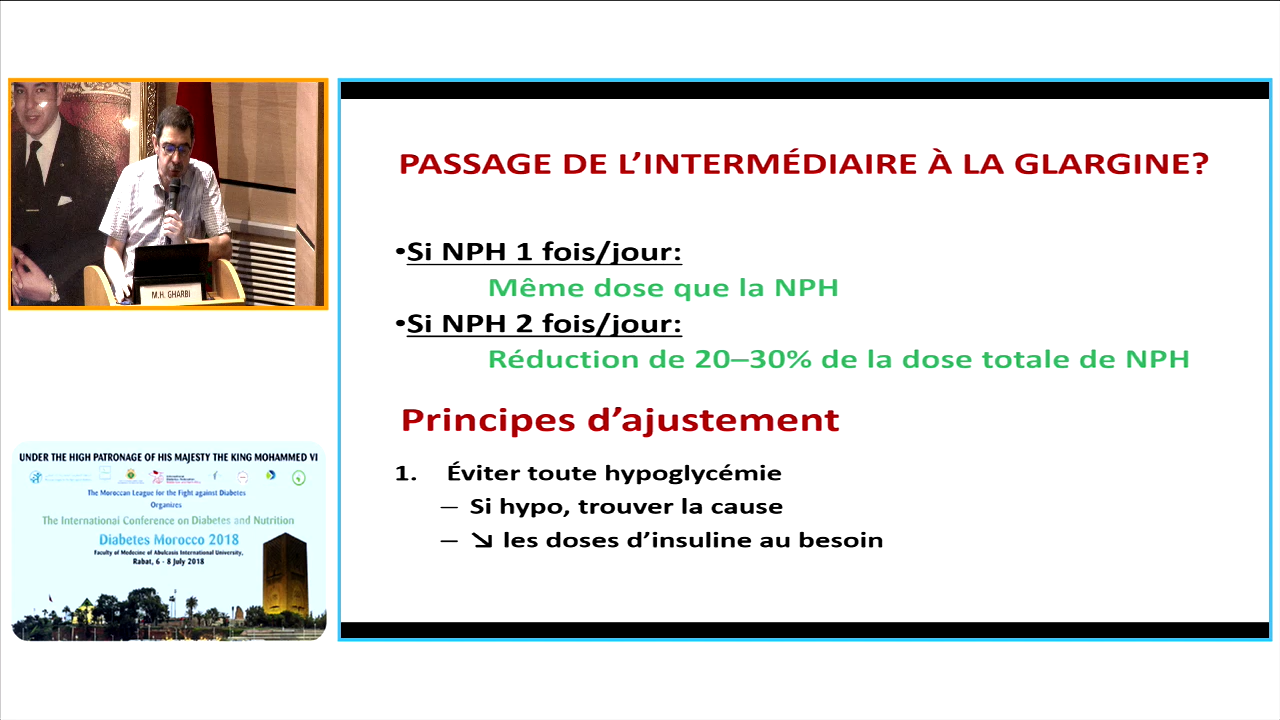 M.H. GHARBI
UNDER THE HIGH PATRONAGE OF HIS MAJESTY THE KING MOHAMMED VI
The Moroccan League for the Fight against Diabetes
Organizes
The International Conference on Diabetes and Nutrition
Diabetes Morocco 2018
Faculty of Medecine of Abulcasis International University,
Rabat, 6 - 8 July 2018
PASSAGE DE L’INTERMÉDIAIRE À LA GLARGINE?
•Si NPH 1 fois/jour:
Même dose que la NPH
•Si NPH 2 fois/jour:
Réduction de 20–30% de la dose totale de NPH
Principes d’ajustement
1. Éviter toute hypoglycémie
– Si hypo, trouver la cause
– ↘ les doses d’insuline au besoin